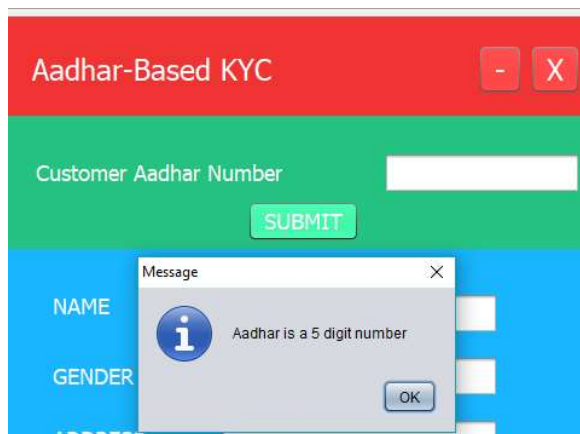 Aadhar-Based KYC
- X
Customer Aadhar Number
SUBMIT
Message
NAME
Aadhar is a 5 digit number
GENDER
OK